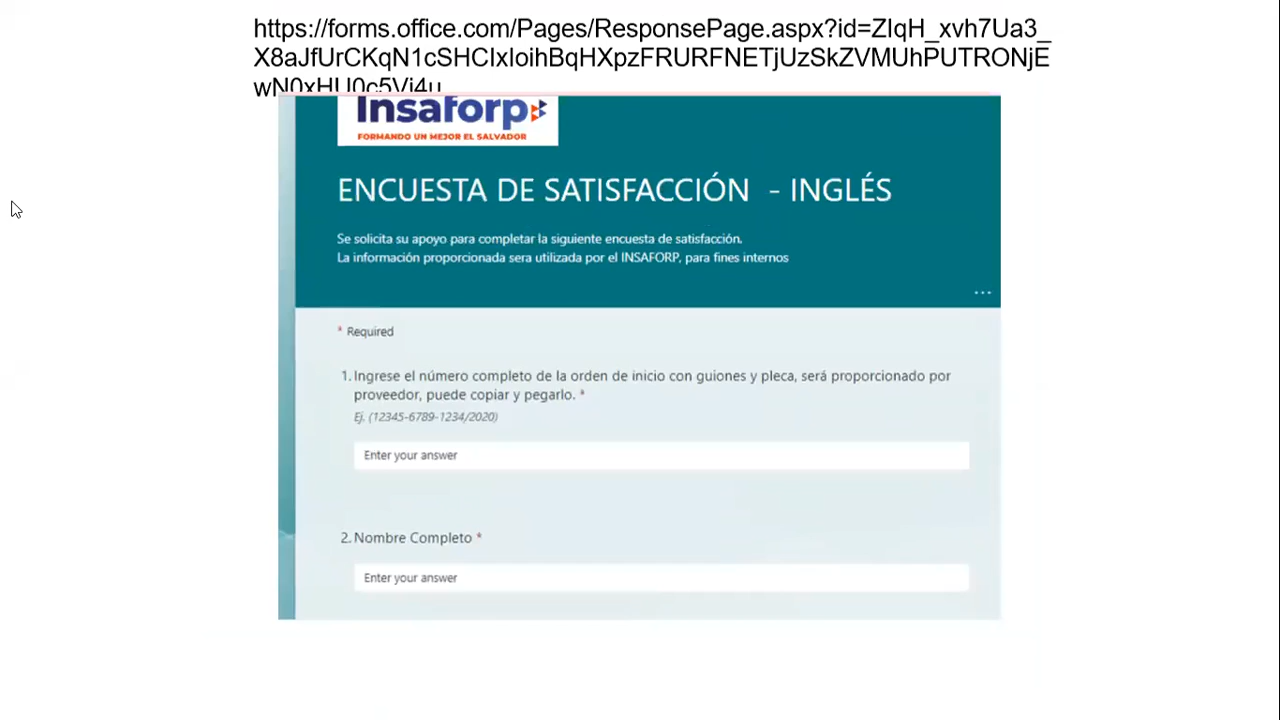 https://forms.office.com/Pages/ResponsePage.aspx?id=ZIqH_xvh7Ua3_
X8aJfUrCKqN1cSHCIxloihBqHXpzFRURFNETjUzSkZVMUhPUTRONjE
wN0xHU0c5Vi4u
Insaforp
FORMANDO UN MEJOR EL SALVADOR
ENCUESTA DE SATISFACCIÓN - INGLÉS
Se solicita su apoyo para completar la siguiente encuesta de satisfacción.
La información proporcionada sera utilizada por el INSAFORP, para fines internos
...
* Required
1. Ingrese el número completo de la orden de inicio con guiones y pleca, será proporcionado por
proveedor, puede copiar y pegarlo. *
Ej. (12345-6789-1234/2020)
Enter your answer
2. Nombre Completo *
Enter your answer